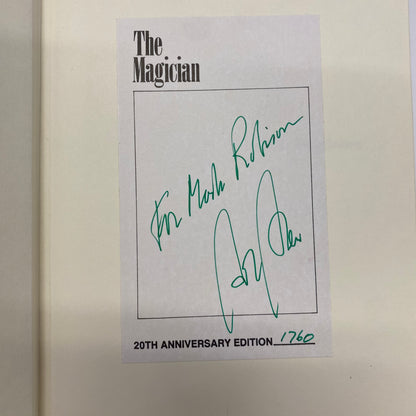 The
Magician
For Mark Robison
20TH ANNIVERSARY EDITION 1760